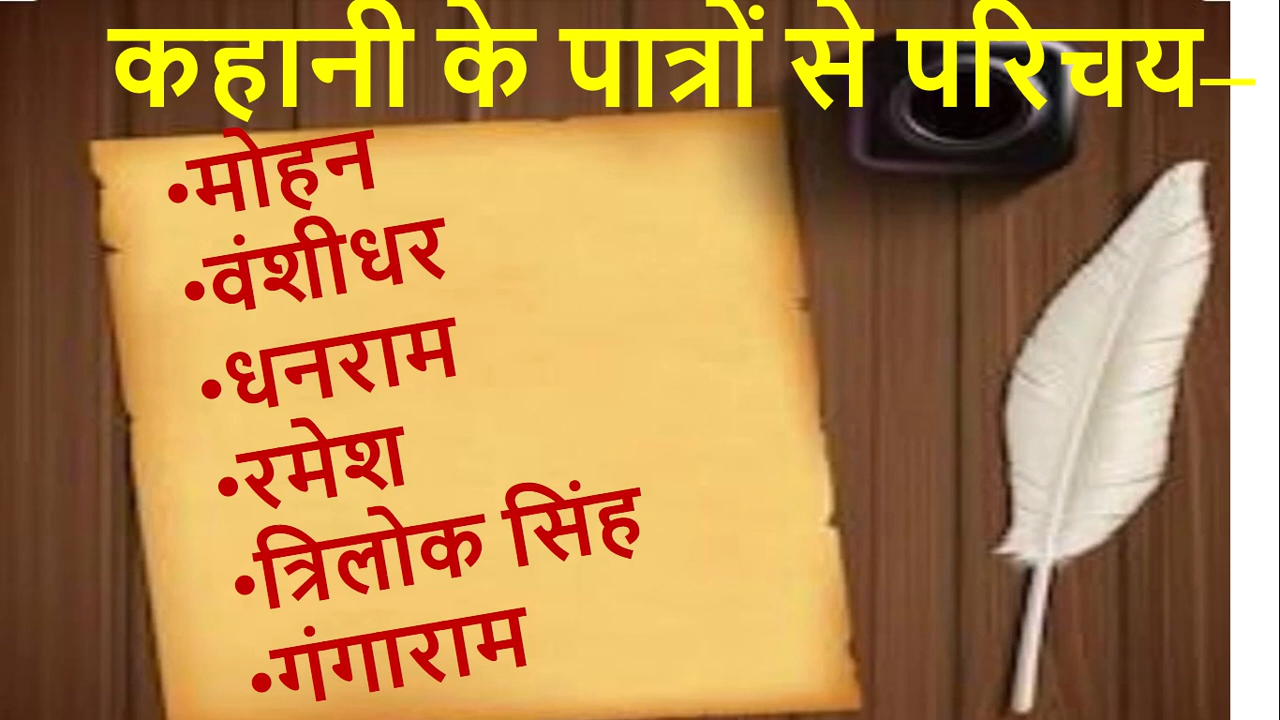 कहानी के पात्रों से परिचय–
•मोहन
•वंशीधर
•धनराम
•रमेश
•त्रिलोक सिंह
•गंगाराम